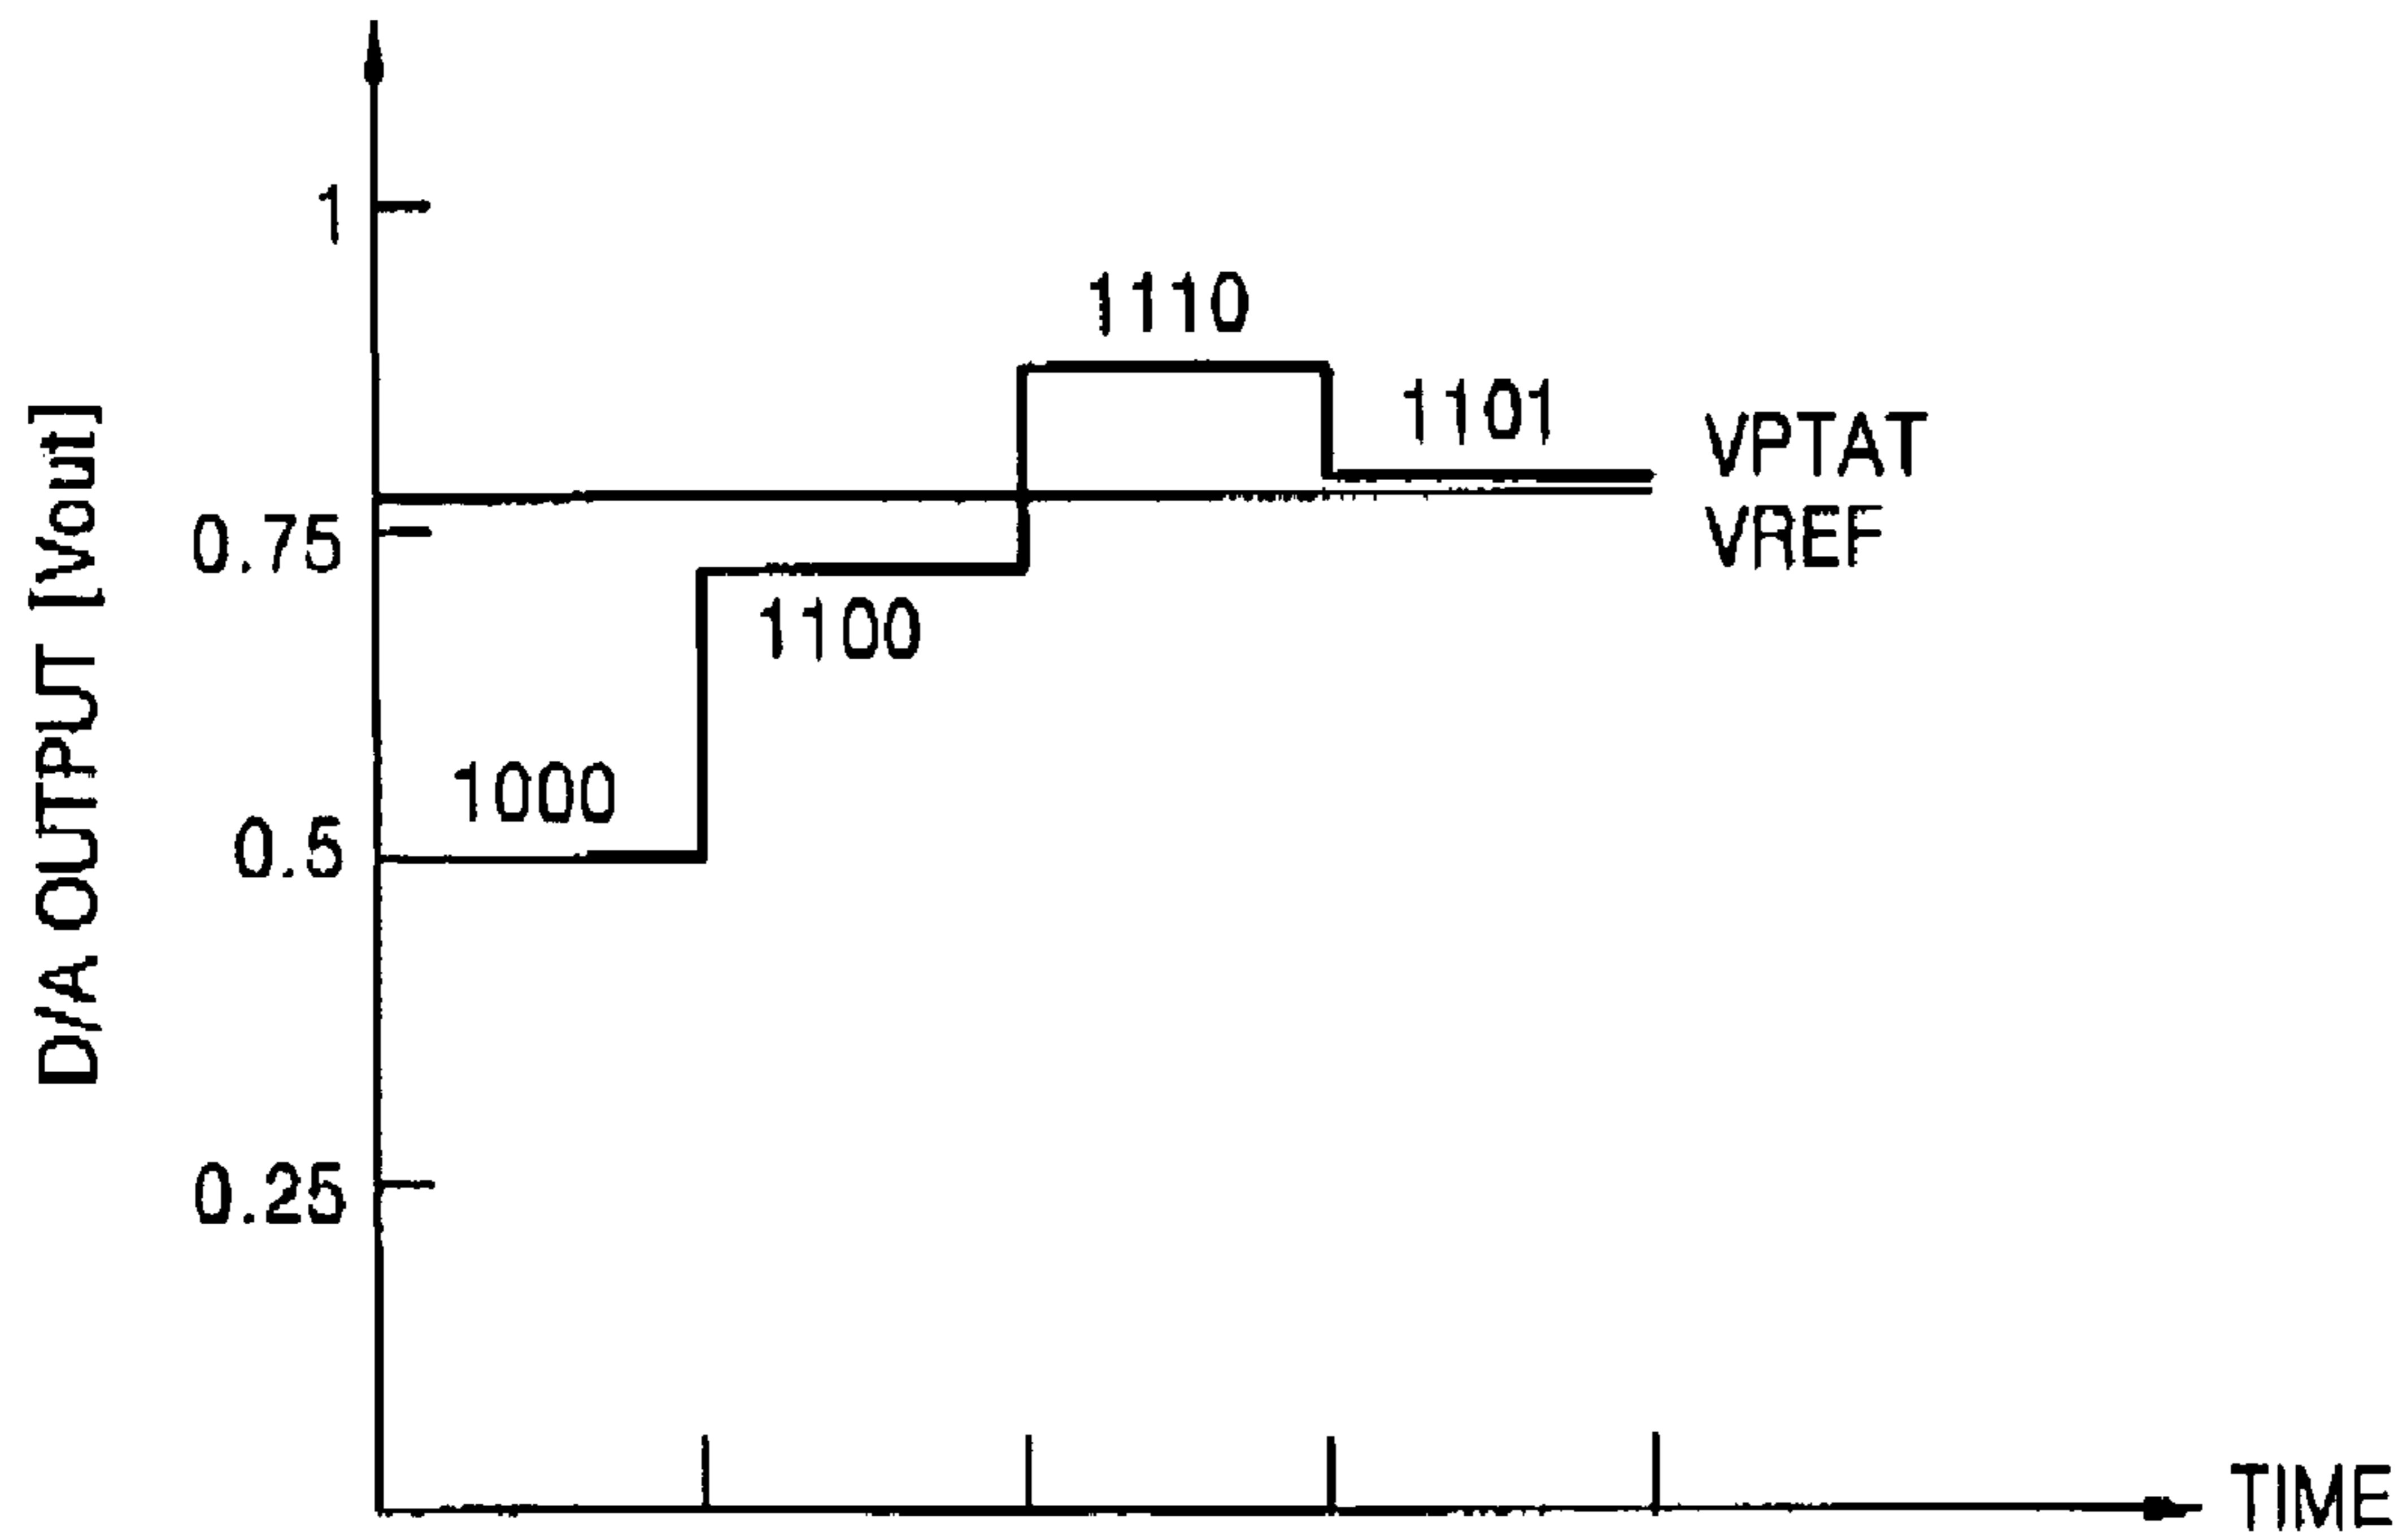 1
1110
1101
VPTAT
VREF
0.75
1100
1000
0.5
0.25
D/A OUTPUT [Vout]
TIME